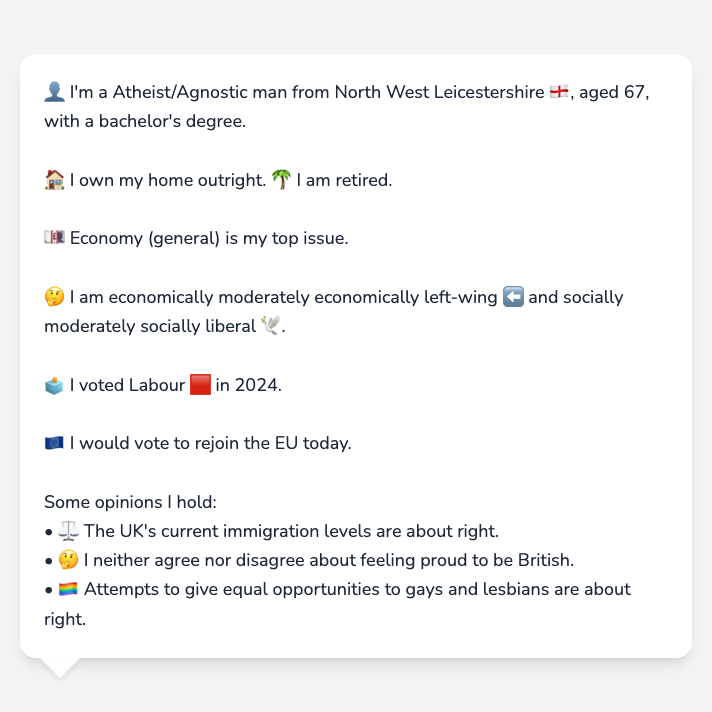 👤 I'm a Atheist/Agnostic man from North West Leicestershire 🏴󠁧󠁢󠁥󠁮󠁧󠁿, aged 67,
with a bachelor's degree.
🏠 I own my home outright. 🌴 I am retired.
💷 Economy (general) is my top issue.
🤔 I am economically moderately economically left-wing ⬅️ and socially
moderately socially liberal 🕊️.
🗳️ I voted Labour 🟥 in 2024.
🇪🇺 I would vote to rejoin the EU today.
Some opinions I hold:
• ⚖️ The UK's current immigration levels are about right.
• 🤔 I neither agree nor disagree about feeling proud to be British.
• 🏳️‍🌈 Attempts to give equal opportunities to gays and lesbians are about
right.